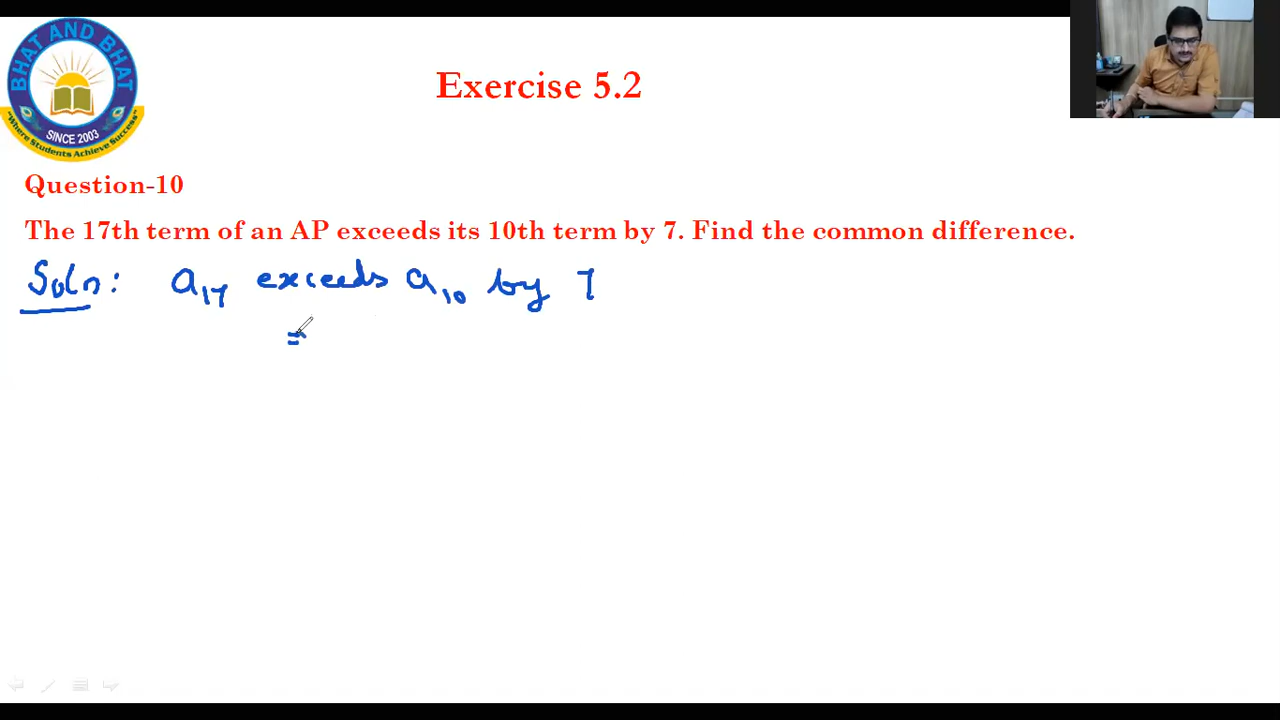 BHAT AND BHAT
SINCE 2003
"Where Students Achieve Success"
Exercise 5.2
Question-10
The 17th term of an AP exceeds its 10th term by 7. Find the common difference.
Soln: a17 exceeds a10 by 7
=